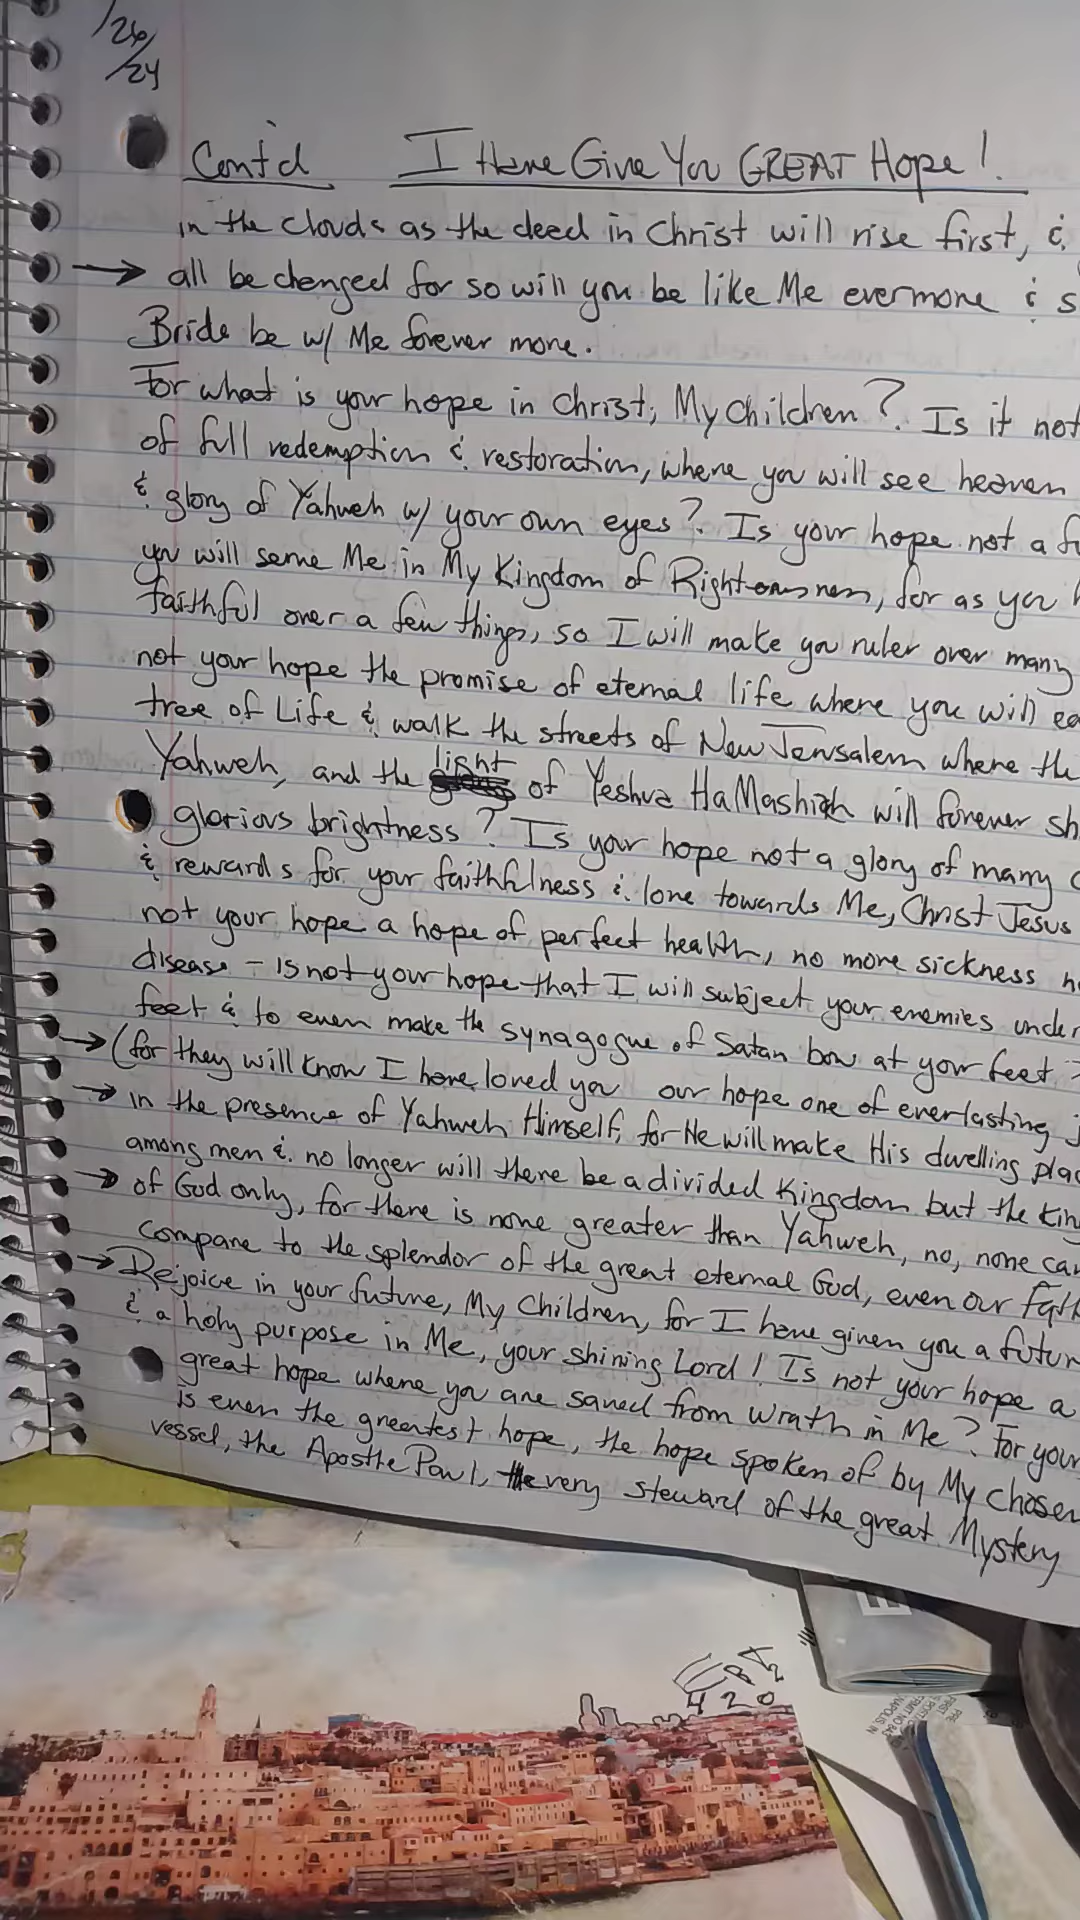 /26/24
Cont'd I Have Give You GREAT Hope!
in the clouds as the dead in Christ will rise first, &
→ all be changed for so will you be like Me evermore & s
Bride be w/ Me forever more.
For what is your hope in Christ, My Children? Is it not
of full redemption & restoration, where you will see heaven
& glory of Yahweh w/ your own eyes? Is your hope not a fu
you will serve Me in My Kingdom of Righteousness, for as you h
faithful over a few things, so I will make you ruler over many
not your hope the promise of eternal life where you will ea
tree of Life & walk the streets of New Jerusalem where the
Yahweh, and the light of Yeshua HaMashiach will forever sh
glorious brightness? Is your hope not a glory of many c
& rewards for your faithfulness & love towards Me, Christ Jesus
not your hope a hope of perfect health, no more sickness no
disease - is not your hope that I will subject your enemies under
feet & to even make the synagogue of Satan bow at your feet ?
→ (for they will know I have loved you our hope one of everlasting j
→ in the presence of Yahweh Himself, for He will make His dwelling plac
among men & no longer will there be a divided Kingdom but the King
→ of God only, for there is none greater than Yahweh, no, none can
compare to the splendor of the great eternal God, even our Fath
→ Rejoice in your future, My Children, for I have given you a futur
& a holy purpose in Me, your shining Lord! Is not your hope a
great hope where you are saved from wrath in Me? For your
is even the greatest hope, the hope spoken of by My chosen
vessel, the Apostle Paul, the very steward of the great Mystery
420